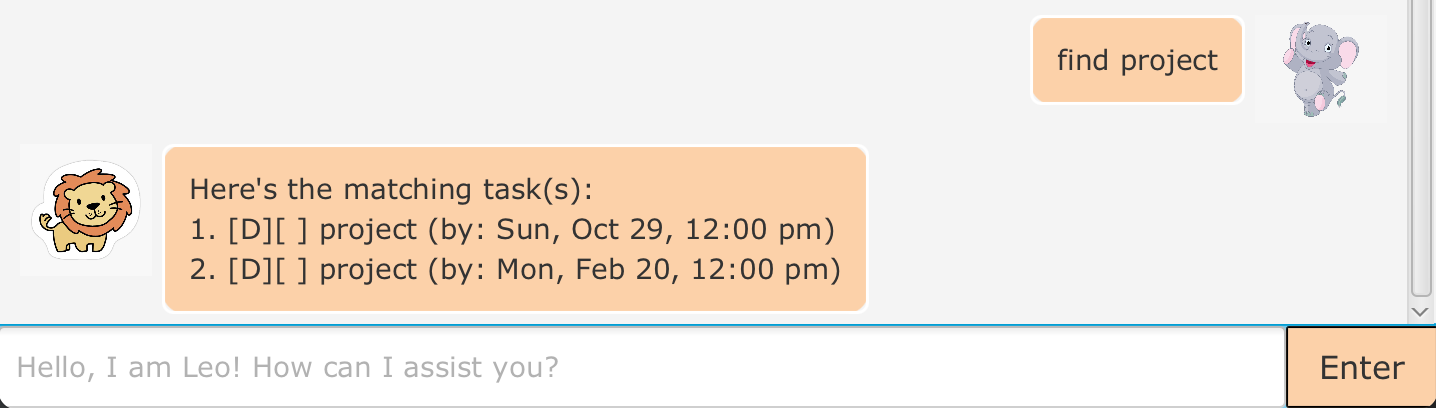 find project
Here's the matching task(s):
1. [D][ ] project (by: Sun, Oct 29, 12:00 pm)
2. [D][ ] project (by: Mon, Feb 20, 12:00 pm)
Hello, I am Leo! How can I assist you?
Enter